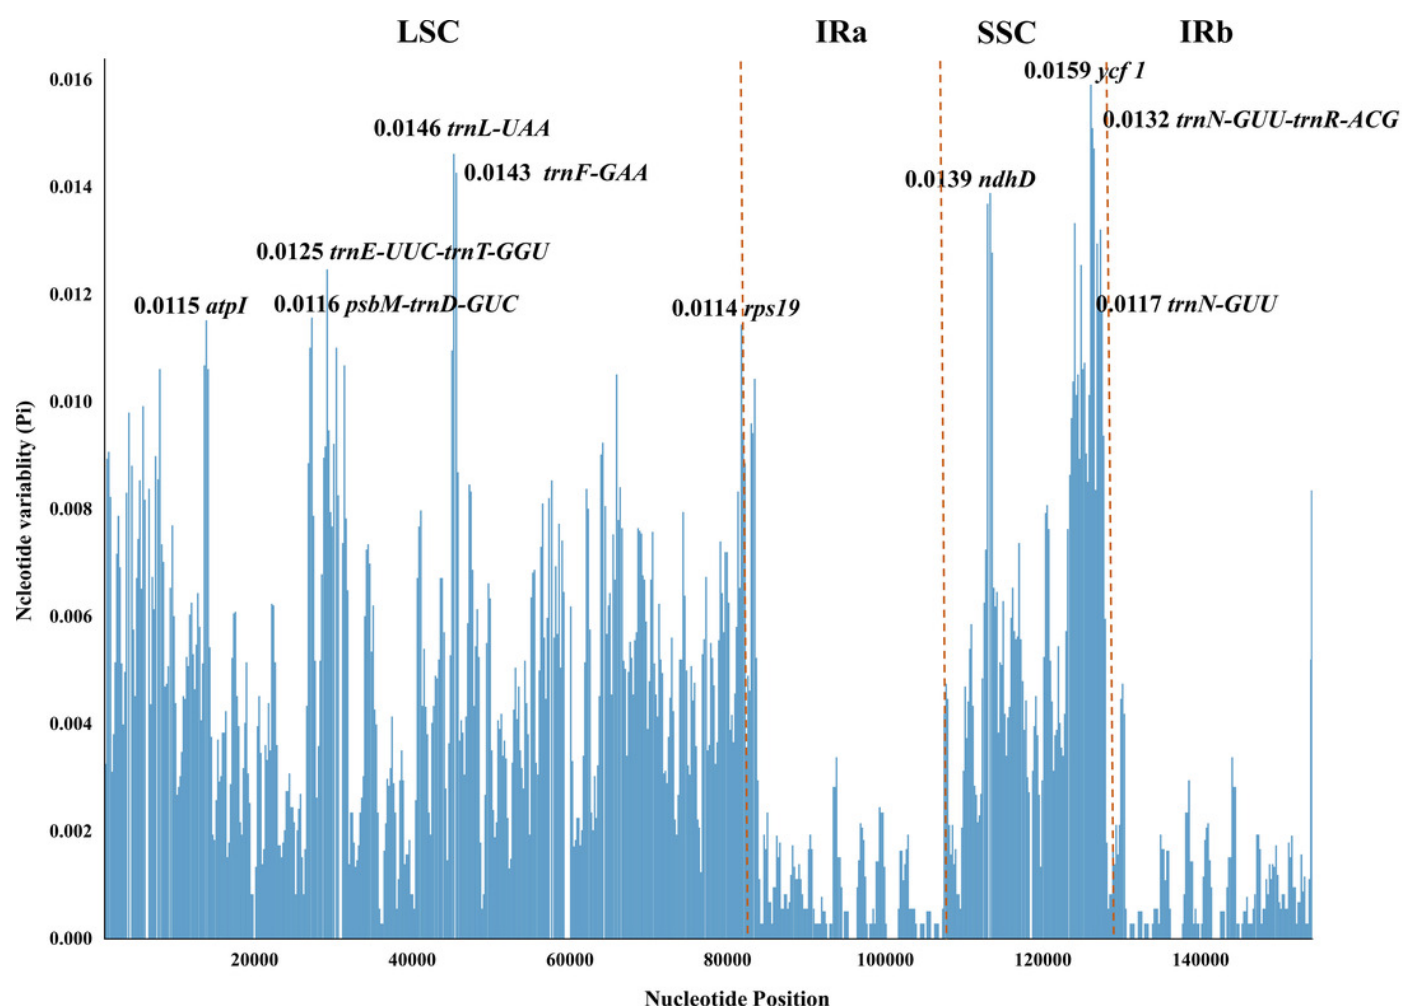 LSC IRa SSC IRb
0.016
0.0159 ycf 1
0.0146 trnL-UAA
0.0132 trnN-GUU-trnR-ACG
0.0143 trnF-GAA
0.014
0.0139 ndhD
0.0125 trnE-UUC-trnT-GGU
0.012
0.0115 atpI
0.0116 psbM-trnD-GUC
0.0114 rps19
0.0117 trnN-GUU
0.010
0.008
0.006
0.004
0.002
0.000
Ncleotide variablity (Pi)
20000 40000 60000 80000 100000 120000 140000
Nucleotide Position